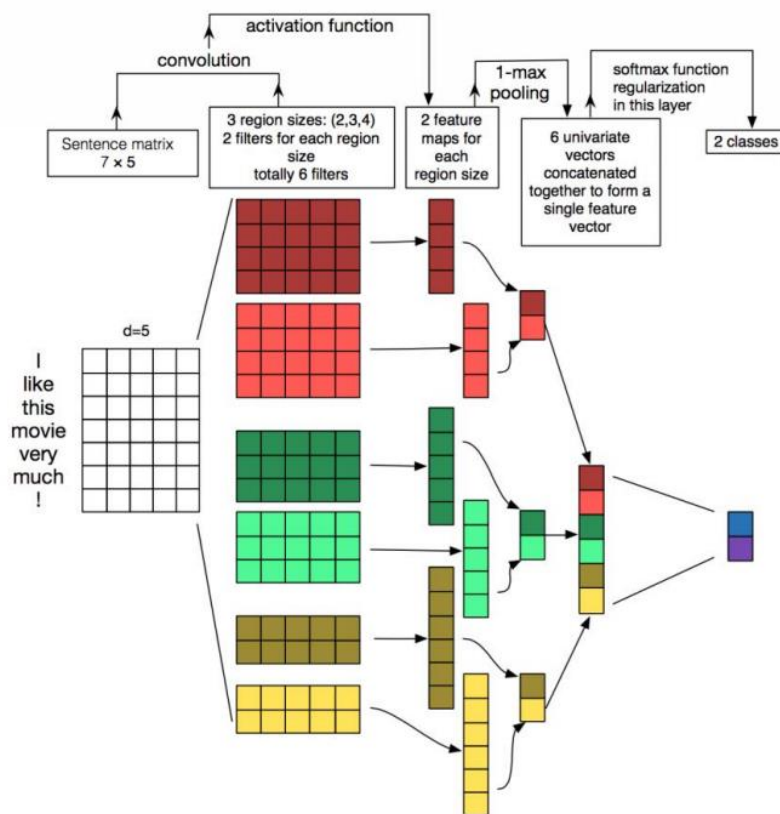 activation function
convolution
1-max
pooling
softmax function
regularization
in this layer
Sentence matrix
7 × 5
3 region sizes: (2,3,4)
2 filters for each region
size
totally 6 filters
2 feature
maps for
each
region size
6 univariate
vectors
concatenated
together to form a
single feature
vector
2 classes
d=5
I
like
this
movie
very
much
!